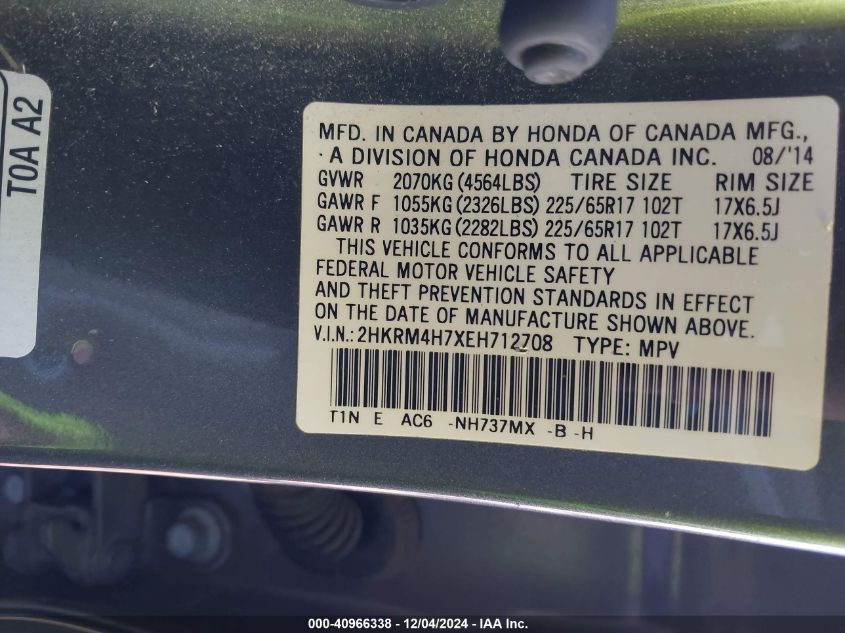 T0A A2
MFD. IN CANADA BY HONDA OF CANADA MFG.,
A DIVISION OF HONDA CANADA INC. 08/'14
GVWR 2070KG (4564LBS) TIRE SIZE RIM SIZE
GAWR F 1055KG (2326LBS) 225/65R17 102T 17X6.5J
GAWR R 1035KG (2282LBS) 225/65R17 102T 17X6.5J
THIS VEHICLE CONFORMS TO ALL APPLICABLE
FEDERAL MOTOR VEHICLE SAFETY
AND THEFT PREVENTION STANDARDS IN EFFECT
ON THE DATE OF MANUFACTURE SHOWN ABOVE.
V.I.N.: 2HKRM4H7XEH712708 TYPE: MPV
T1N E AC6 -NH737MX -B -H
000-40966338 - 12/04/2024 - IAA Inc.